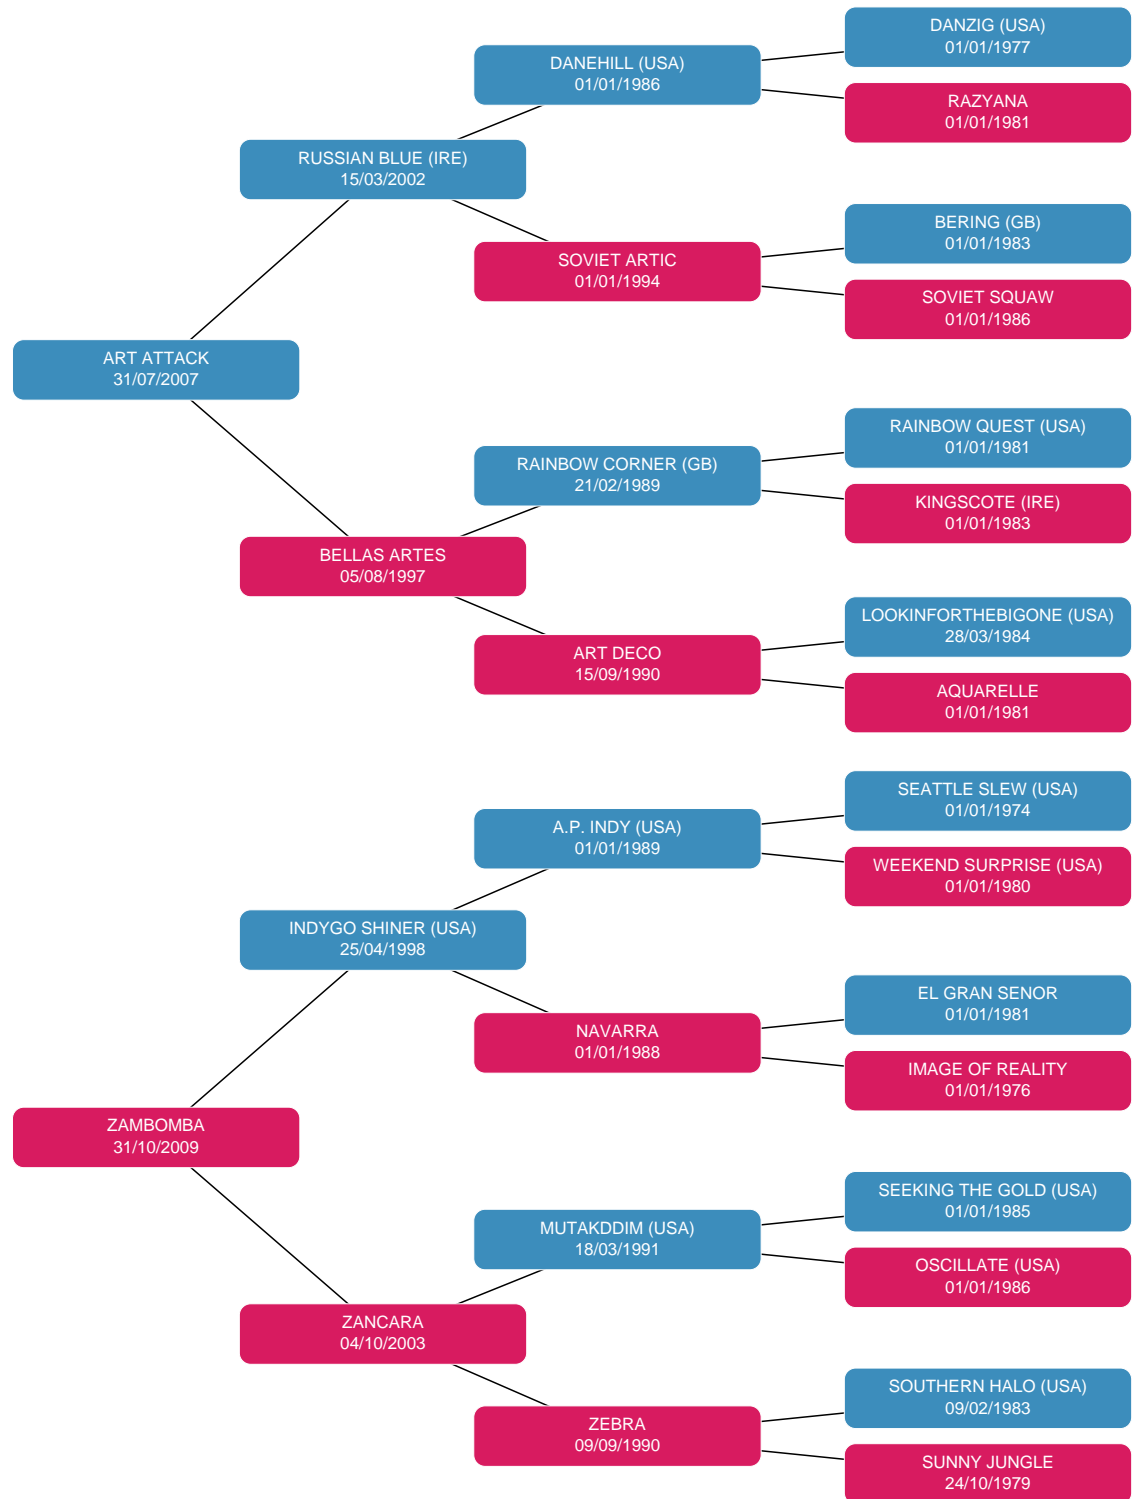 DANZIG (USA)
01/01/1977
DANEHILL (USA)
01/01/1986
RAZYANA
01/01/1981
RUSSIAN BLUE (IRE)
15/03/2002
BERING (GB)
01/01/1983
SOVIET ARTIC
01/01/1994
SOVIET SQUAW
01/01/1986
ART ATTACK
31/07/2007
RAINBOW QUEST (USA)
01/01/1981
RAINBOW CORNER (GB)
21/02/1989
KINGSCOTE (IRE)
01/01/1983
BELLAS ARTES
05/08/1997
LOOKINFORTHEBIGONE (USA)
28/03/1984
ART DECO
15/09/1990
AQUARELLE
01/01/1981
SEATTLE SLEW (USA)
01/01/1974
A.P. INDY (USA)
01/01/1989
WEEKEND SURPRISE (USA)
01/01/1980
INDYGO SHINER (USA)
25/04/1998
EL GRAN SENOR
01/01/1981
NAVARRA
01/01/1988
IMAGE OF REALITY
01/01/1976
ZAMBOMBA
31/10/2009
SEEKING THE GOLD (USA)
01/01/1985
MUTAKDDIM (USA)
18/03/1991
OSCILLATE (USA)
01/01/1986
ZANCARA
04/10/2003
SOUTHERN HALO (USA)
09/02/1983
ZEBRA
09/09/1990
SUNNY JUNGLE
24/10/1979